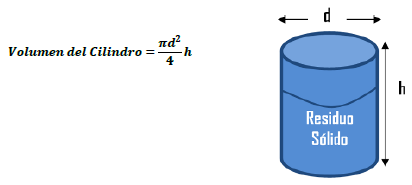 d
Volumen del Cilindro = πd²/4 h
h
Residuo
Sólido